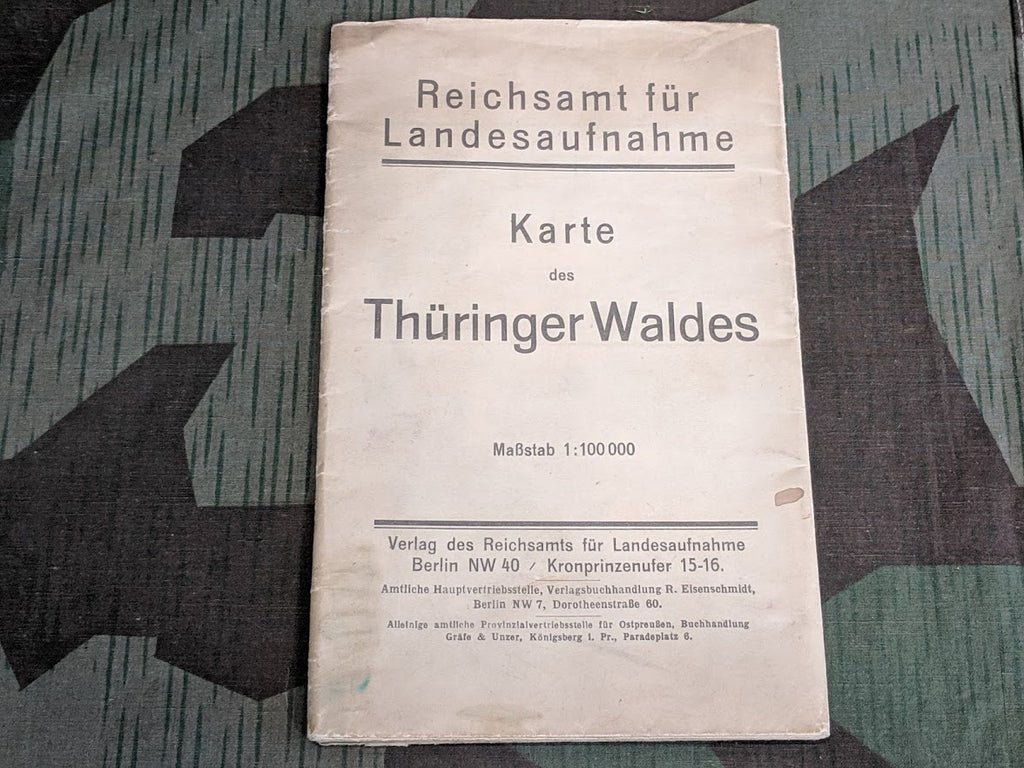 Reichsamt für
Landesaufnahme
Karte
des
Thüringer Waldes
Maßstab 1:100000
Verlag des Reichsamts für Landesaufnahme
Berlin NW 40 / Kronprinzenufer 15-16.
Amtliche Hauptvertriebsstelle, Verlagsbuchhandlung R. Eisenschmidt,
Berlin NW 7, Dorotheenstraße 60.
Alleinige amtliche Provinzialvertriebsstelle für Ostpreußen, Buchhandlung
Gräfe & Unzer, Königsberg i. Pr., Paradeplatz 6.